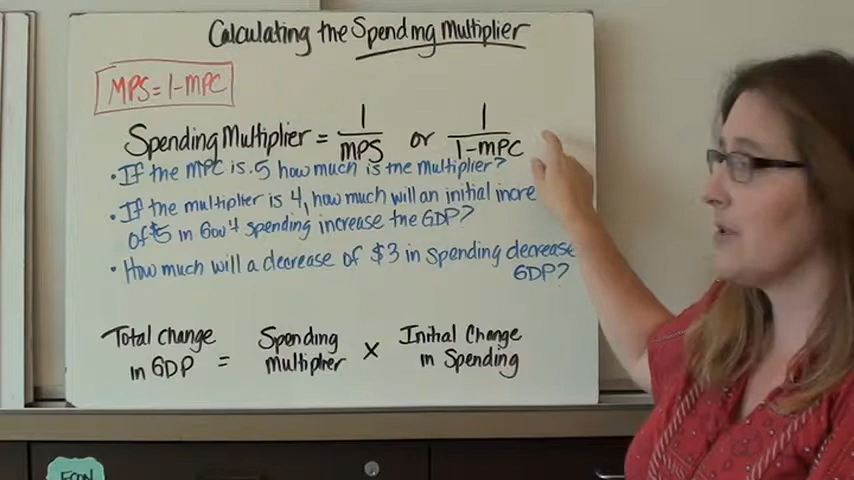 Calculating the Spending Multiplier
MPS = 1-MPC
Spending Multiplier = 1/MPS or 1/1-MPC
• If the MPC is .5 how much is the multiplier?
• If the multiplier is 4, how much will an initial incre
of $5 in Gov't spending increase the GDP?
• How much will a decrease of $3 in Spending decrease
GDP?
Total change in GDP = Spending multiplier x Initial Change in Spending
ECON